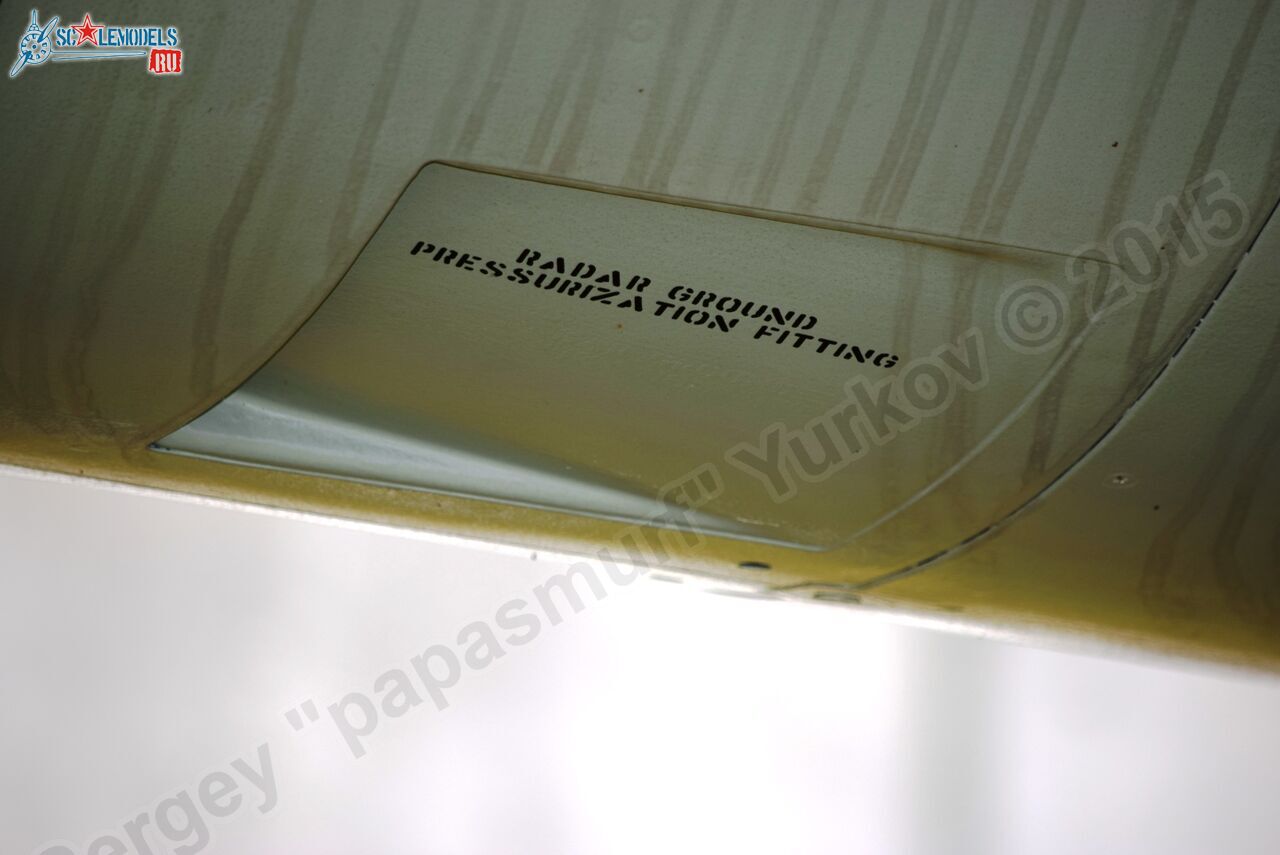 SCALEMODELS
RU
RADAR GROUND
PRESSURIZATION FITTING
Sergey "papasmurf" Yurkov © 2015